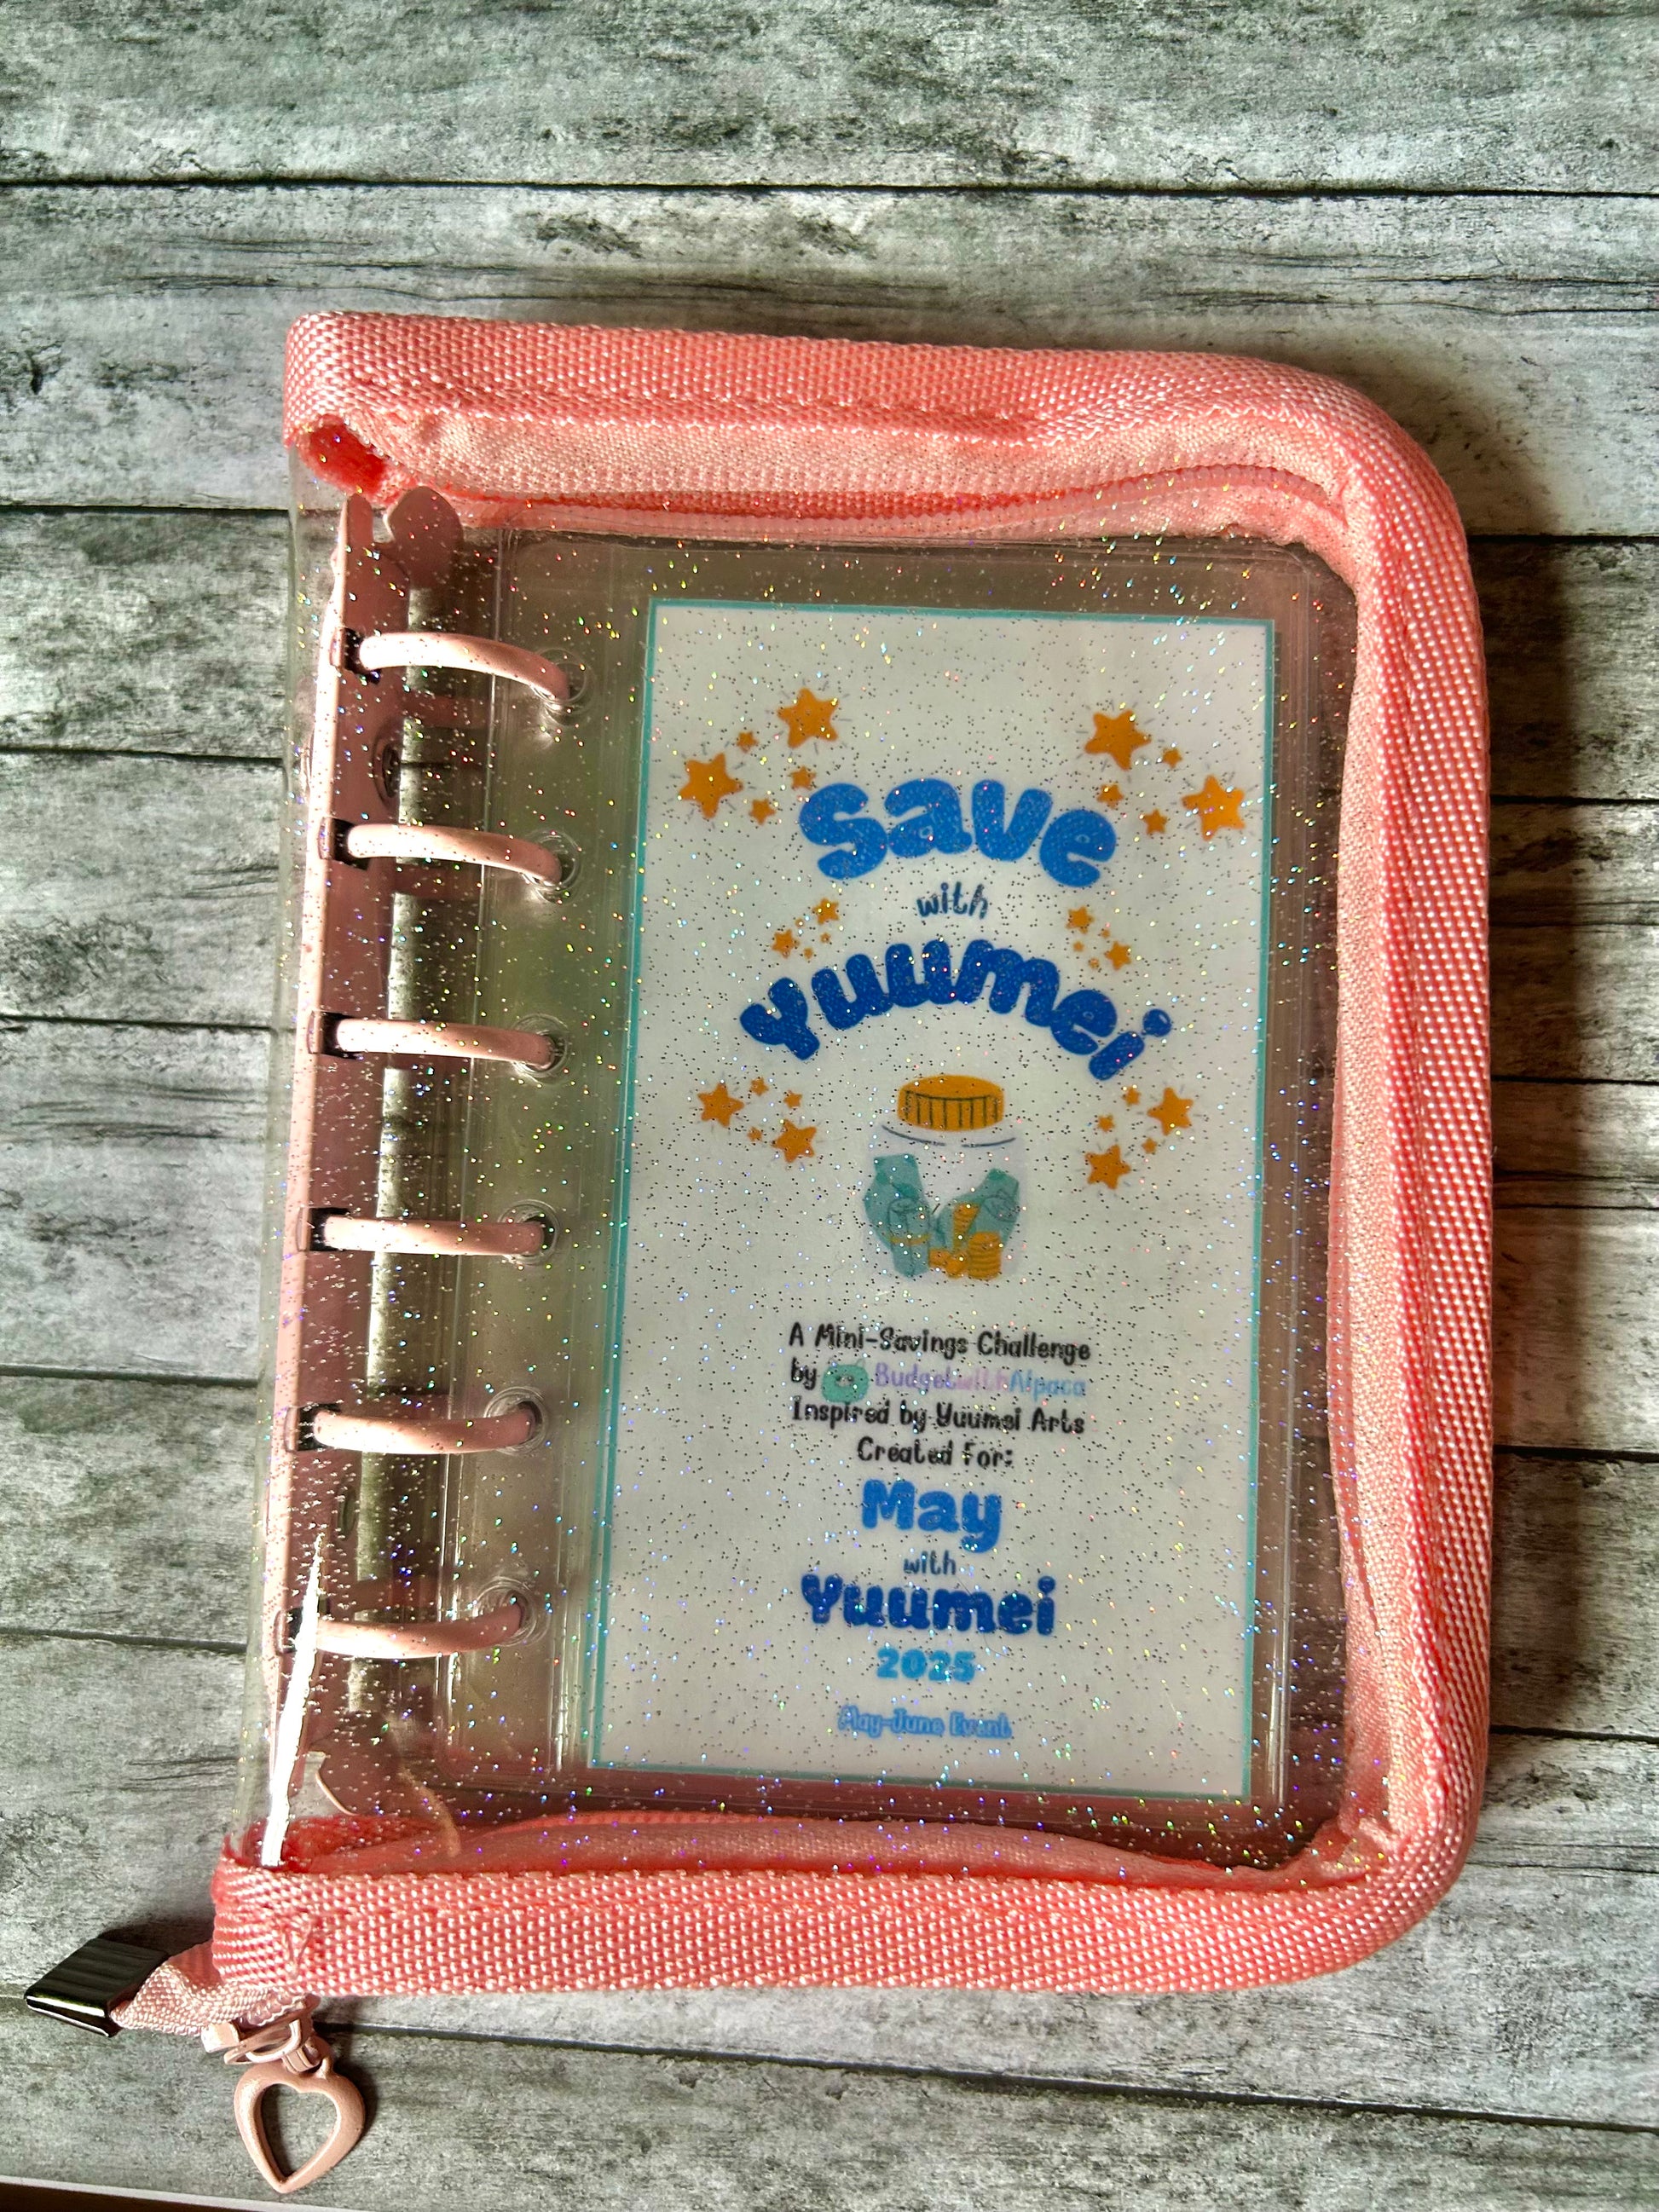 Save
with
Yuumei
A Mini-Savings Challenge
by BudgetwithAlpaca
Inspired by Yuumei Arts
Created For:
May
with
Yuumei
2025
May-June Event